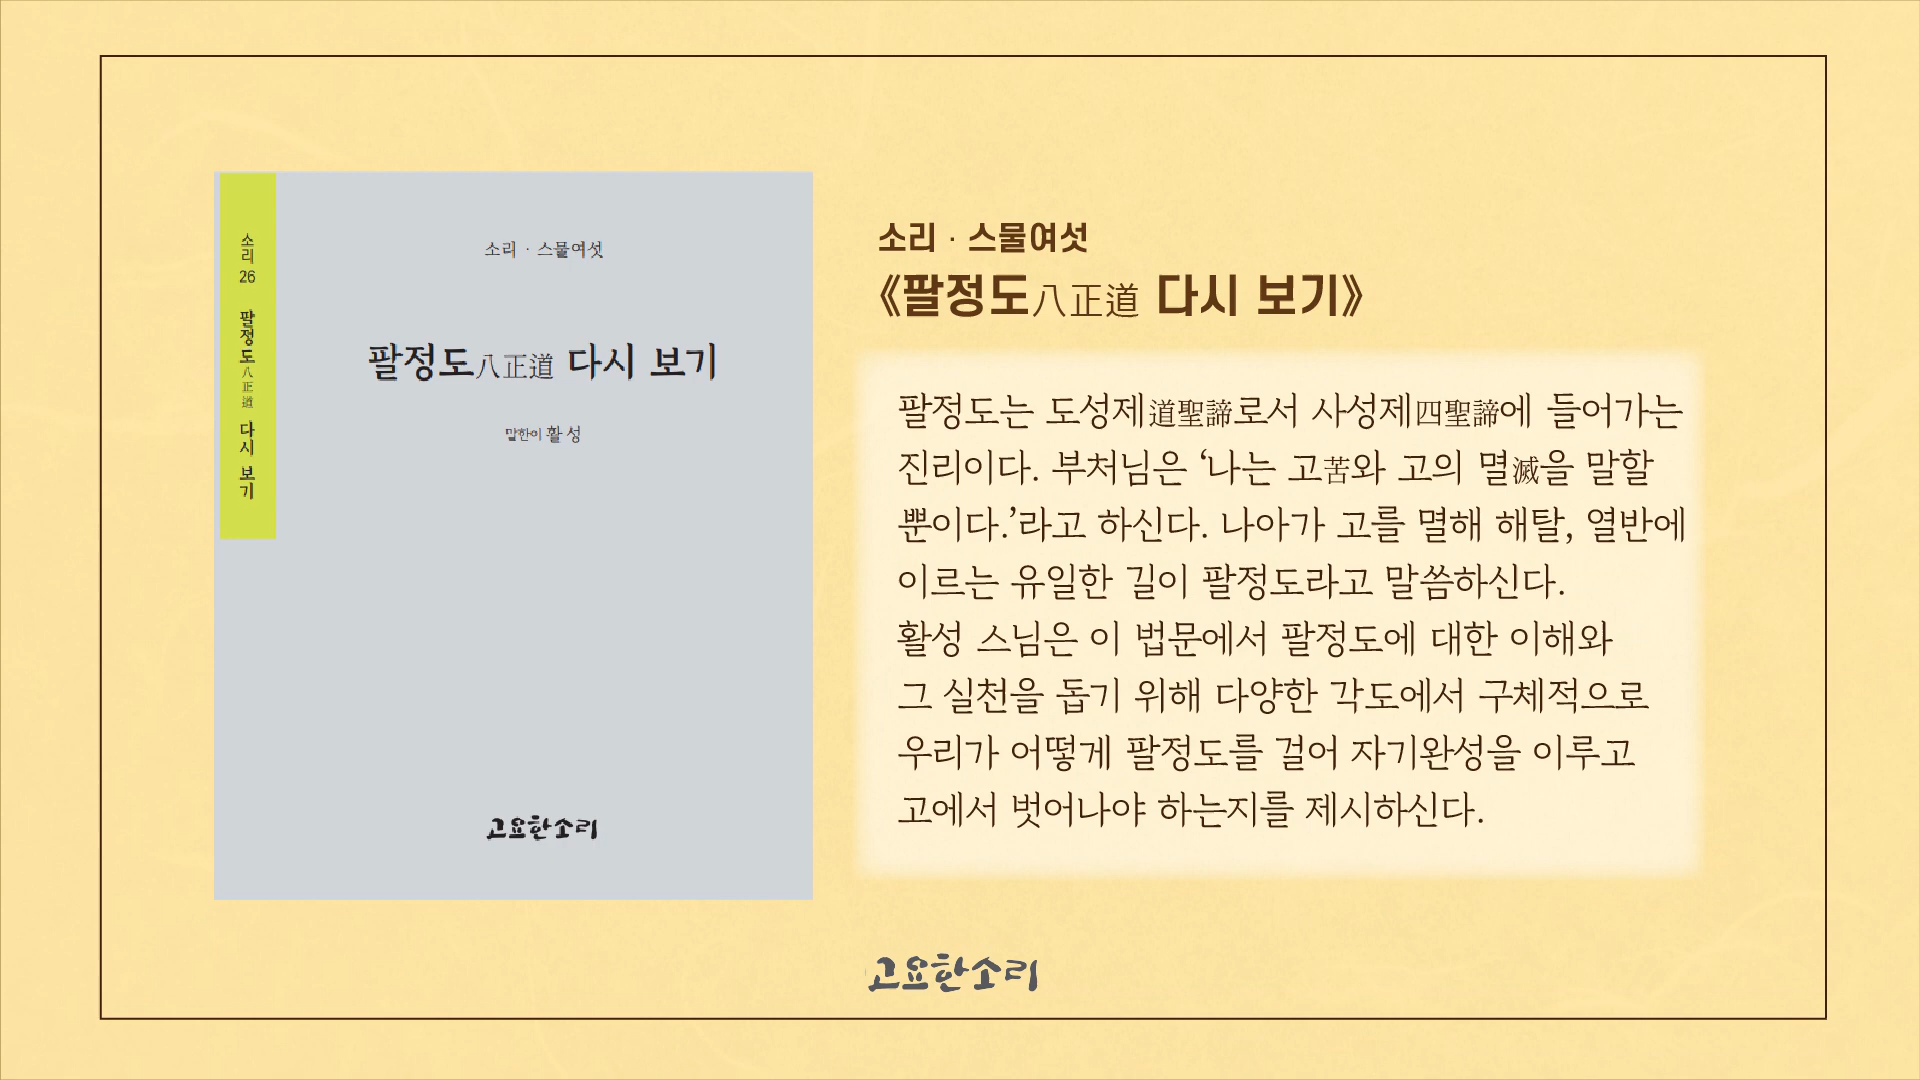 소리
26
팔정도八正道 다시 보기
소리 · 스물여섯
팔정도八正道 다시 보기
말한이 활성
고요한소리
소리 · 스물여섯
《팔정도八正道 다시 보기》
팔정도는 도성제道聖諦로서 사성제四聖諦에 들어가는
진리이다. 부처님은 ‘나는 고苦와 고의 멸滅을 말할
뿐이다.’라고 하신다. 나아가 고를 멸해 해탈, 열반에
이르는 유일한 길이 팔정도라고 말씀하신다.
활성 스님은 이 법문에서 팔정도에 대한 이해와
그 실천을 돕기 위해 다양한 각도에서 구체적으로
우리가 어떻게 팔정도를 걸어 자기완성을 이루고
고에서 벗어나야 하는지를 제시하신다.
고요한소리